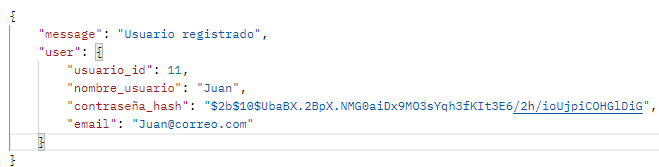 {
"message": "Usuario registrado",
"user": {
"usuario_id": 11,
"nombre_usuario": "Juan",
"contraseña_hash": "$2b$10$UbaBX.2BpX.NMG0aiDx9MO3sYqh3fKIt3E6/2h/ioUjpiCOHGlDiG",
"email": "Juan@correo.com"
}
}